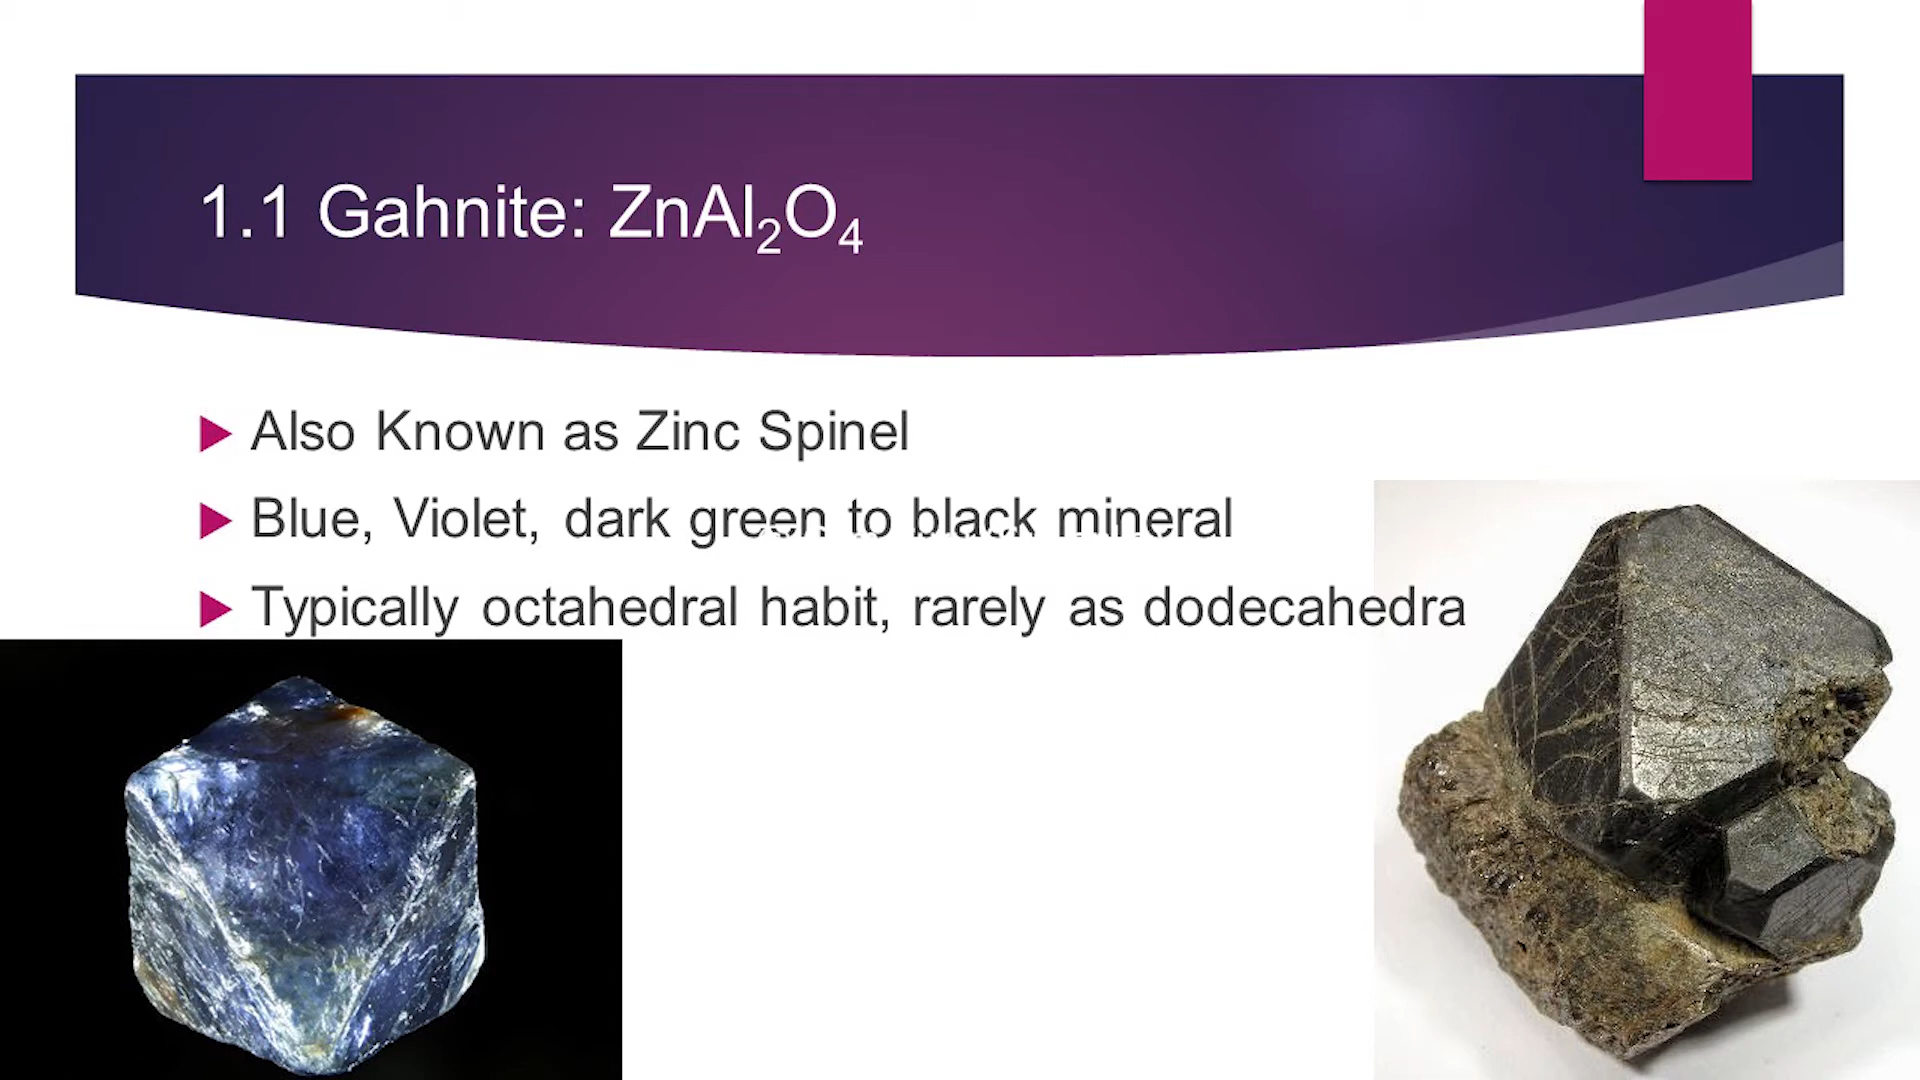 1.1 Gahnite: ZnAl₂O₄
Also Known as Zinc Spinel
Blue, Violet, dark green to black mineral
Typically octahedral habit, rarely as dodecahedra